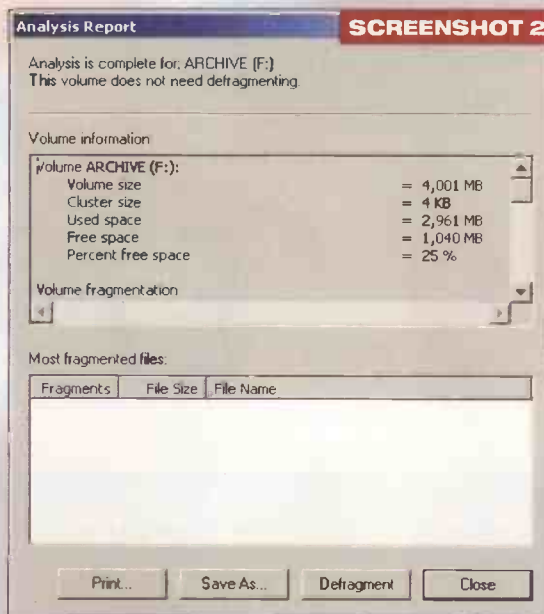 Analysis Report
SCREENSHOT 2
Analysis is complete for: ARCHIVE (F:)
This volume does not need defragmenting.
Volume information
Volume ARCHIVE (F:):
Volume size = 4,001 MB
Cluster size = 4 KB
Used space = 2,961 MB
Free space = 1,040 MB
Percent free space = 25 %
Volume fragmentation
Most fragmented files:
Fragments File Size File Name
Print... Save As... Defragment Close